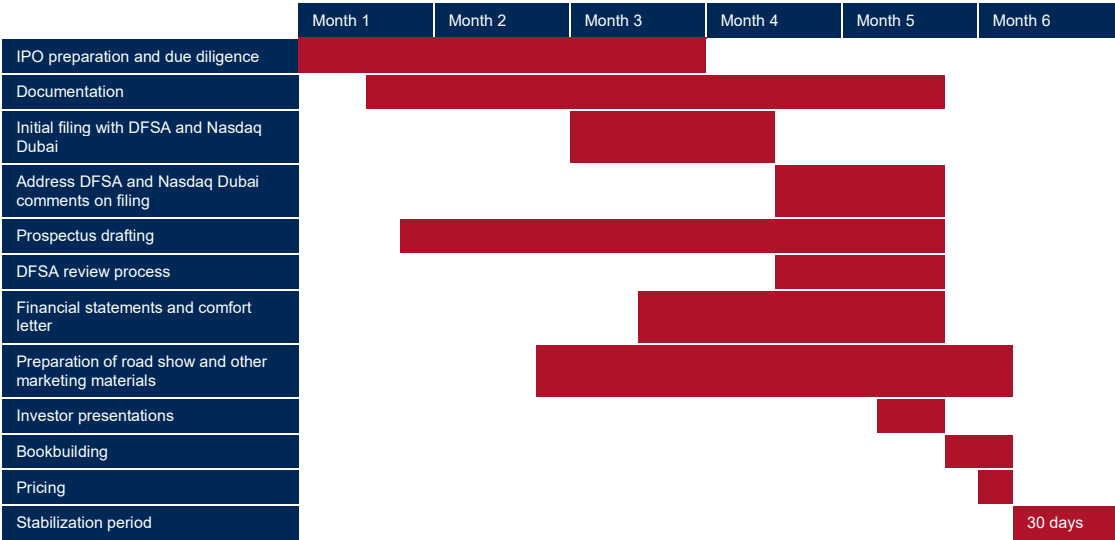 Month 1
Month 2
Month 3
Month 4
Month 5
Month 6
IPO preparation and due diligence
Documentation
Initial filing with DFSA and Nasdaq
Dubai
Address DFSA and Nasdaq Dubai
comments on filing
Prospectus drafting
DFSA review process
Financial statements and comfort
letter
Preparation of road show and other
marketing materials
Investor presentations
Bookbuilding
Pricing
Stabilization period
30 days